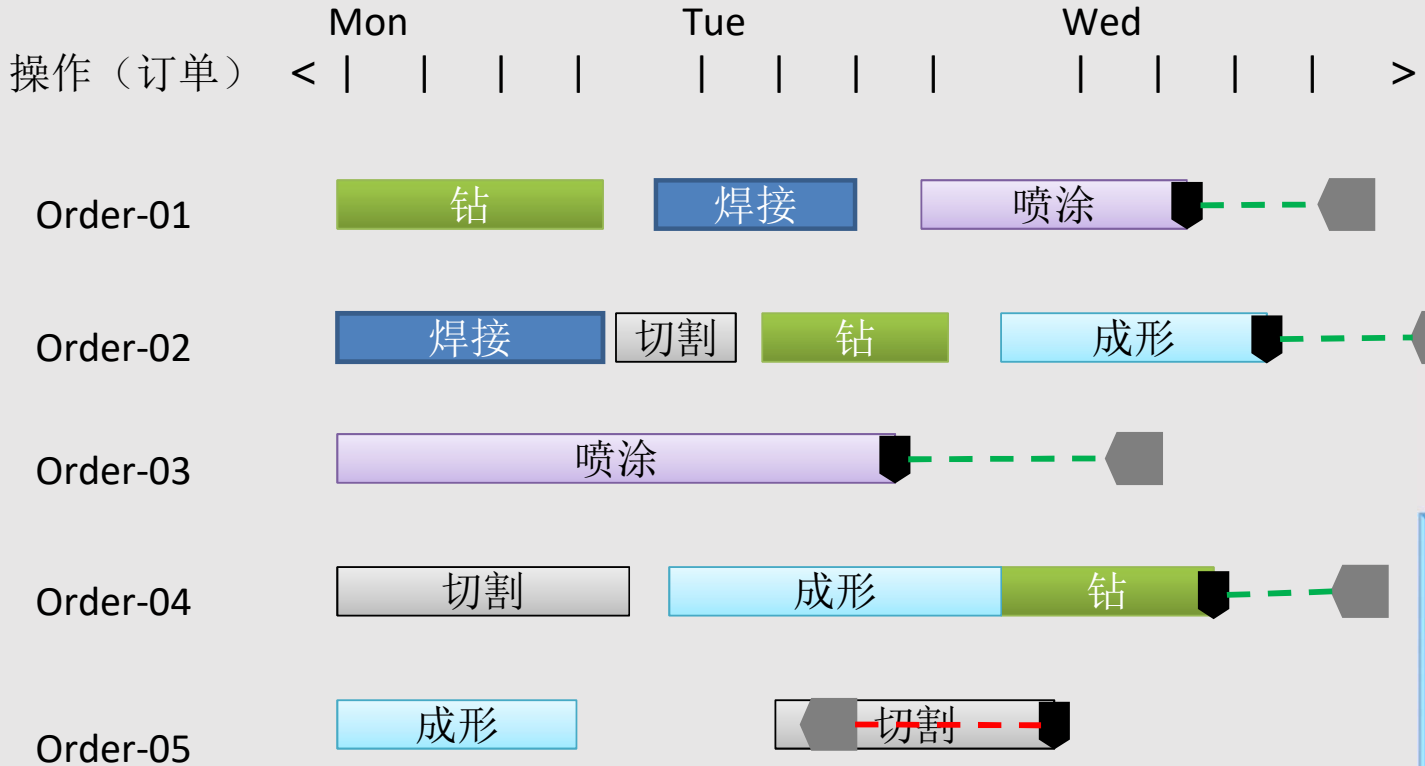 Mon Tue Wed
操作（订单） < | | | | | | | | | | | | >
Order-01 钻 焊接 喷涂
Order-02 焊接 切割 钻 成形
Order-03 喷涂
Order-04 切割 成形 钻
Order-05 成形 切割